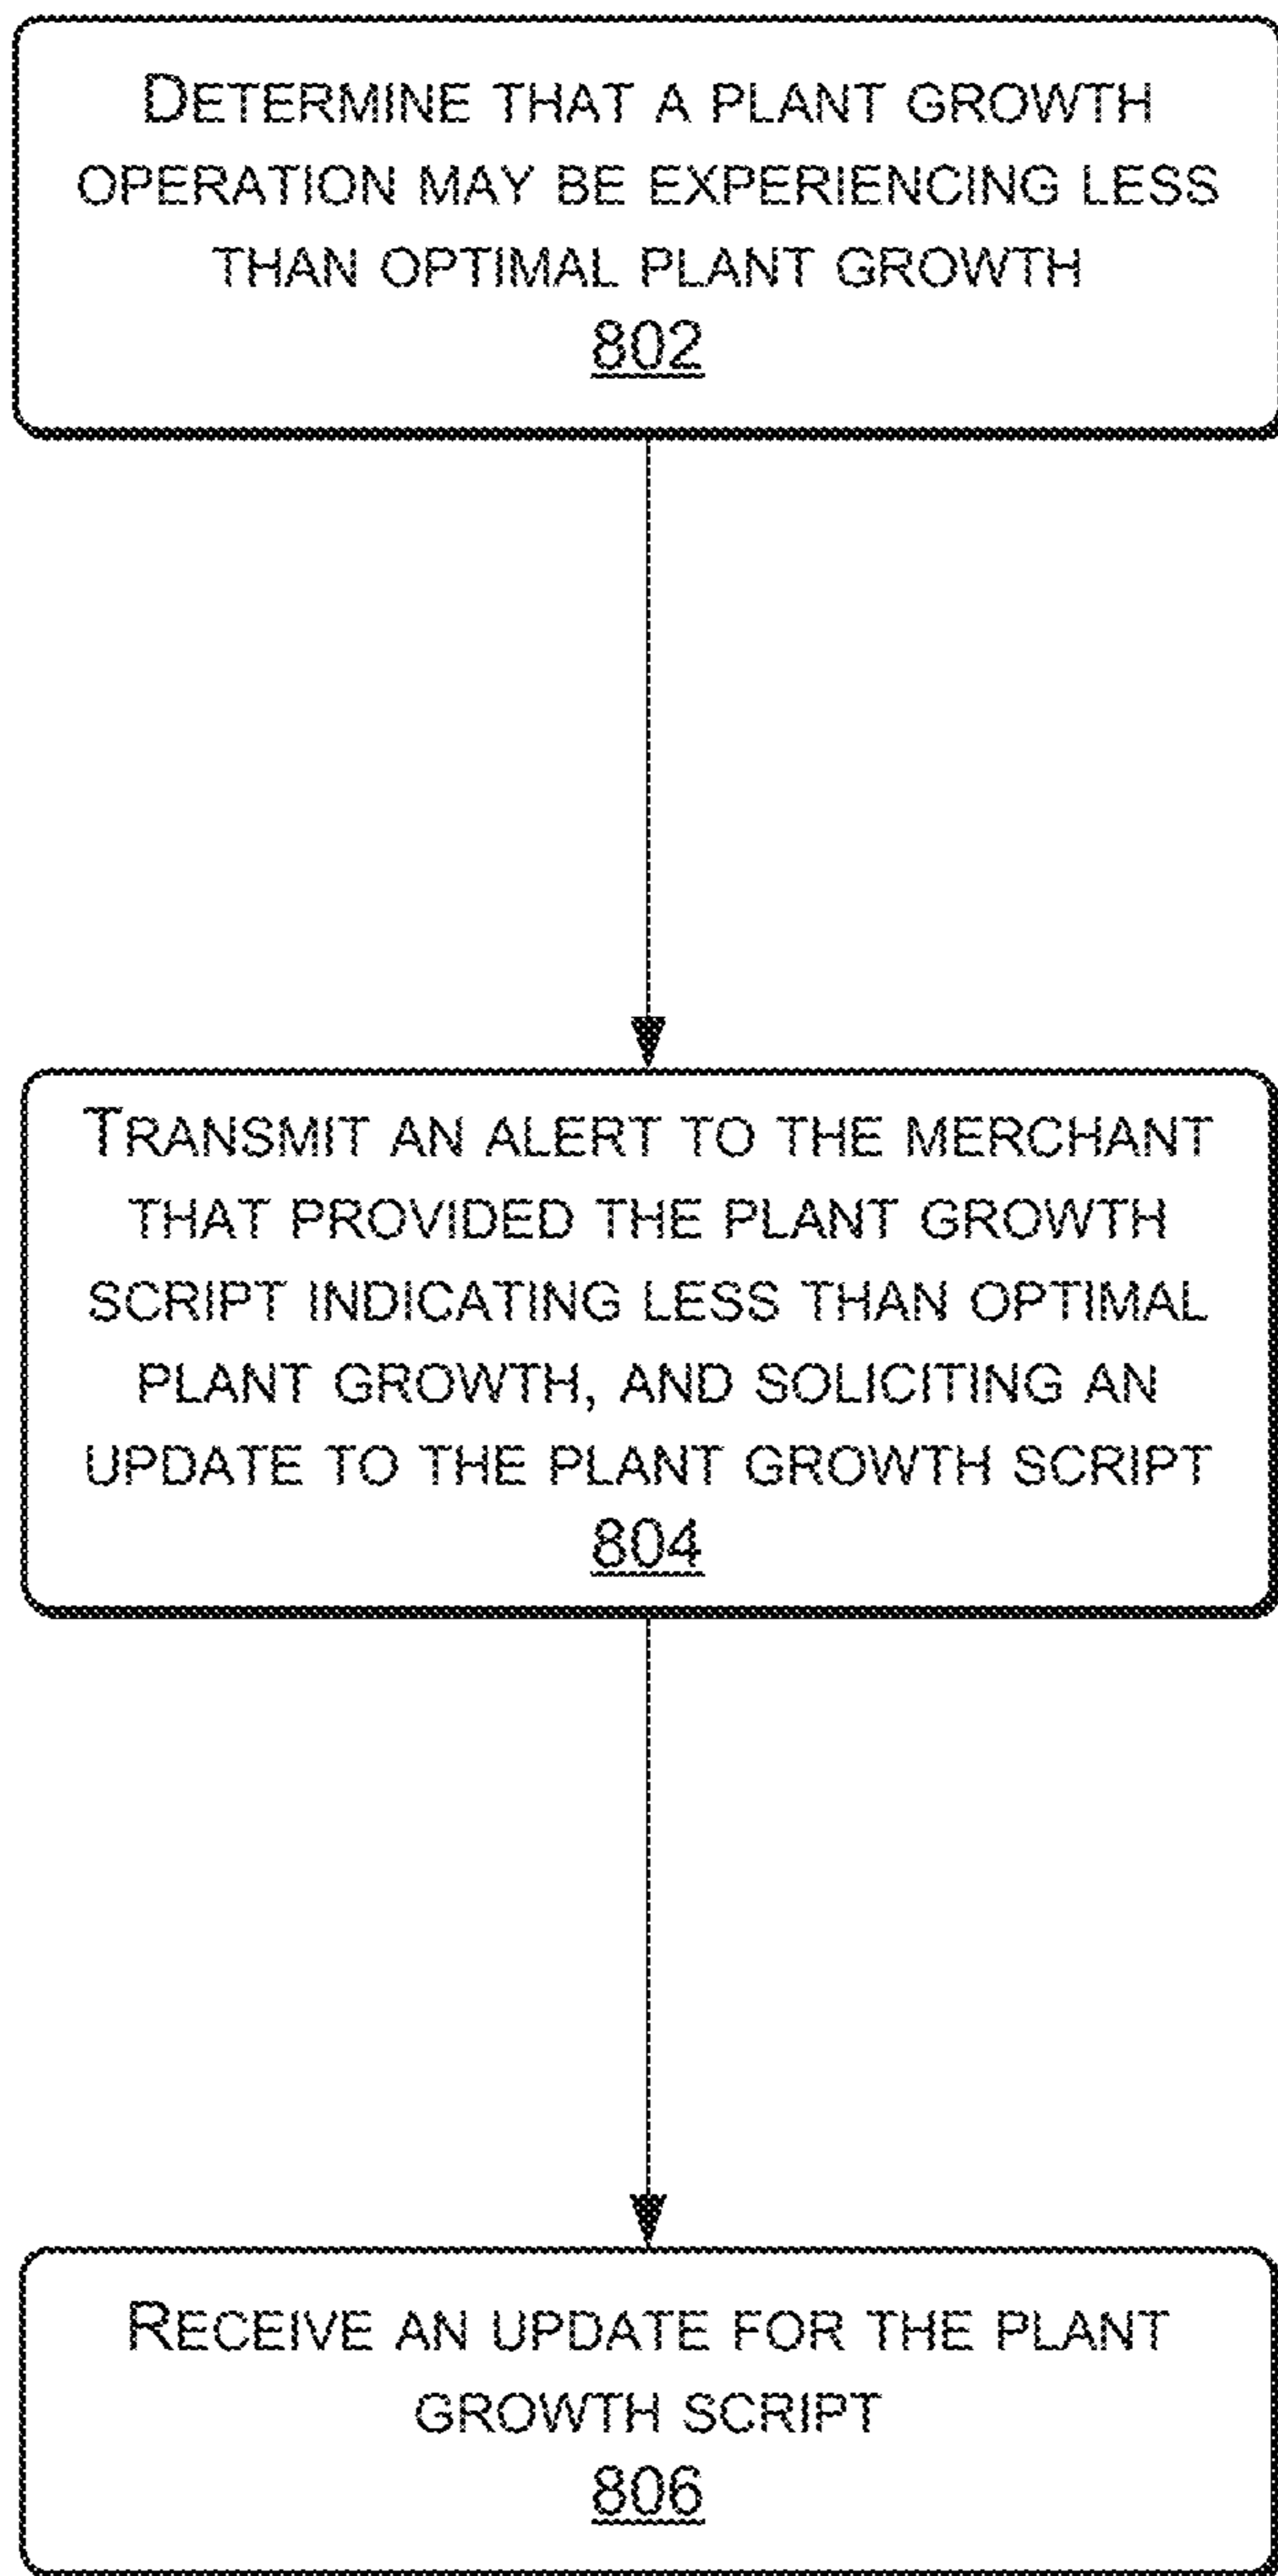 DETERMINE THAT A PLANT GROWTH
OPERATION MAY BE EXPERIENCING LESS
THAN OPTIMAL PLANT GROWTH
802
TRANSMIT AN ALERT TO THE MERCHANT
THAT PROVIDED THE PLANT GROWTH
SCRIPT INDICATING LESS THAN OPTIMAL
PLANT GROWTH, AND SOLICITING AN
UPDATE TO THE PLANT GROWTH SCRIPT
804
RECEIVE AN UPDATE FOR THE PLANT
GROWTH SCRIPT
806